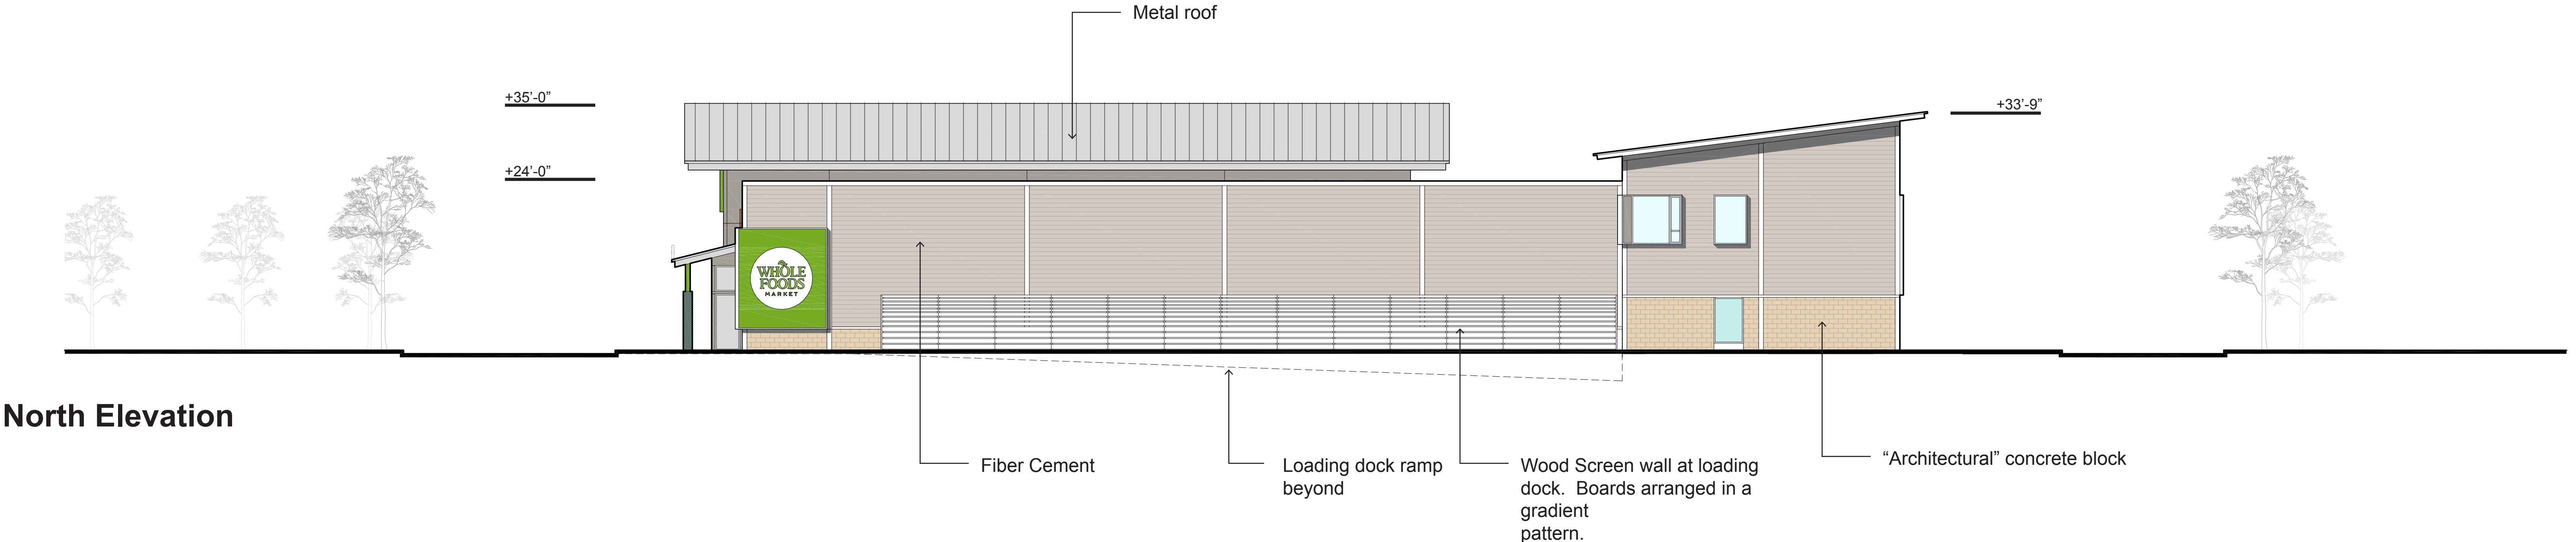 Metal roof
+35’-0”
+33’-9”
+24’-0”
WHOLE
FOODS
MARKET
North Elevation
Fiber Cement
Loading dock ramp
beyond
Wood Screen wall at loading
dock.  Boards arranged in a
gradient
pattern.
“Architectural” concrete block